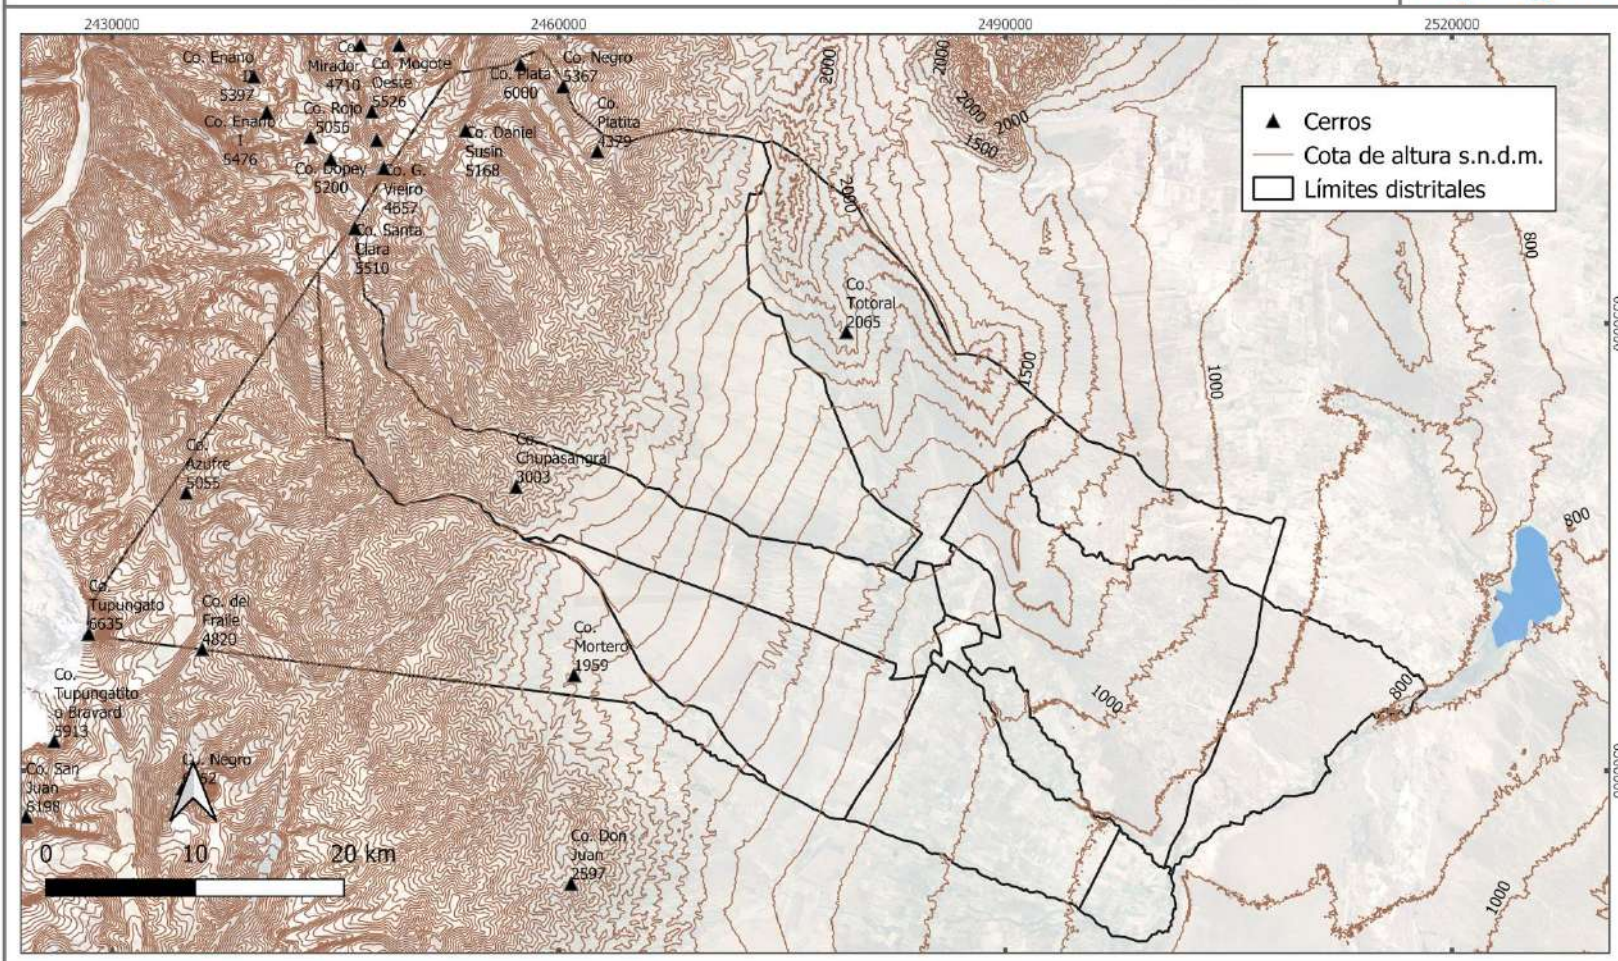 2430000
2460000
2490000
2520000
Co. Enano
II
5397
Co.
Mirador
4710
Co. Mogote
Oeste
5526
Co. Plata
6000
Co. Negro
5367
Co. Enano
I
5476
Co. Rojo
5055
Co.
Platita
4379
Co. Dopey
5200
Co. G.
Vieiro
4657
Co. Daniel
Susin
5168
Co. Santa
Clara
5510
2000
2000
2000
2000
1500
2000
Cerros
Cota de altura s.n.d.m.
Límites distritales
800
Co.
Totoral
2065
1500
1000
Co.
Azufre
5055
Co.
Chupasangral
3003
800
Co.
Tupungato
6635
Co. del
Fraile
4820
Co.
Mortero
1959
Co.
Tupungatito
o Bravard
5913
1000
800
Co. San
Juan
6198
Negro
Co. Don
Juan
2597
1000
0
10
20 km